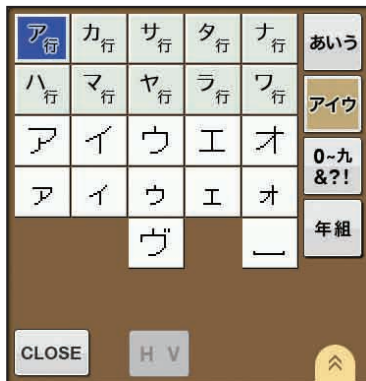 ア行 カ行 サ行 タ行 ナ行 あいう
ハ行 マ行 ヤ行 ラ行 ワ行 アイウ
ア イ ウ エ オ 0~九&?!
ァ ィ ゥ ェ ォ 年組
ヴ
CLOSE H V